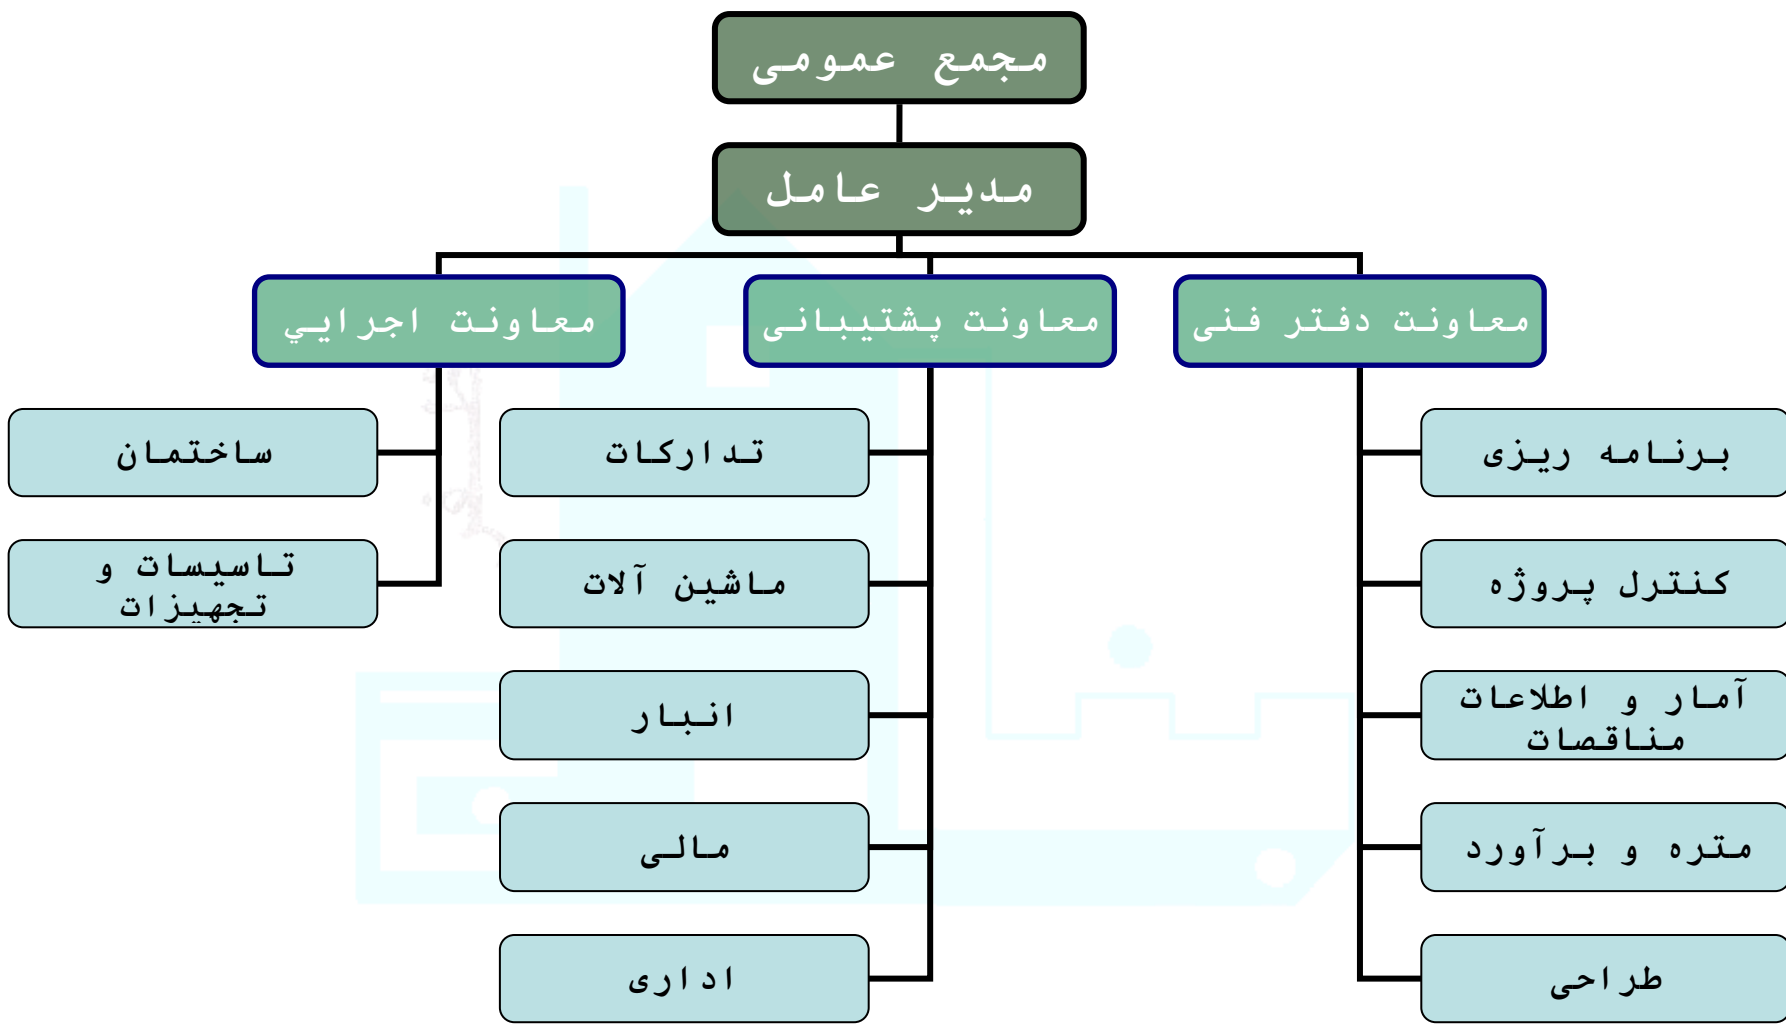 مجمع عمومی
مدیر عامل
معاونت دفتر فنی
معاونت پشتیبانی
معاونت اجرايي
برنامه ریزی
کنترل پروژه
آمار و اطلاعات
مناقصات
متره و برآورد
طراحی
تدارکات
ماشین آلات
انبار
مالی
اداری
ساختمان
تاسیسات و
تجهیزات